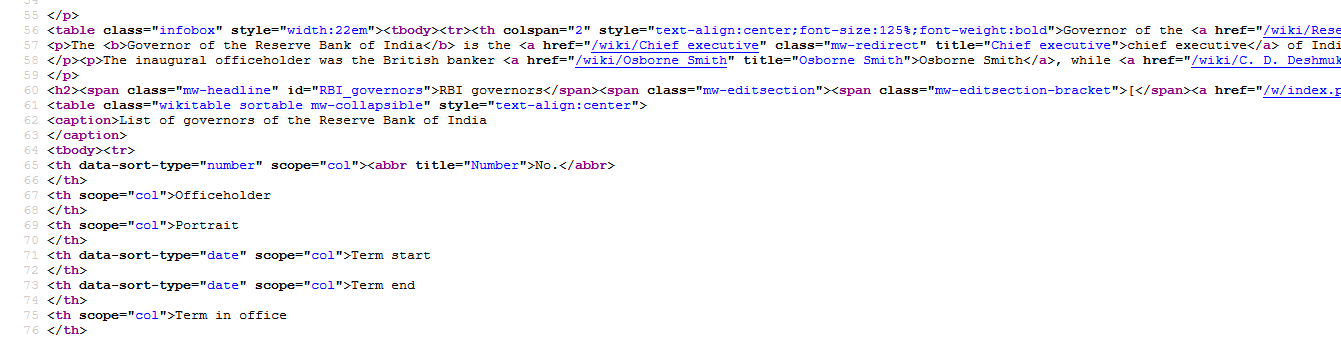 55 </p>
56 <table class="infobox" style="width:22em"><tbody><tr><th colspan="2" style="text-align:center;font-size:125%;font-weight:bold">Governor of the <a href="/wiki/Rese
57 <p>The <b>Governor of the Reserve Bank of India</b> is the <a href="/wiki/Chief_executive" class="mw-redirect" title="Chief executive">chief executive</a> of Indi
58 </p><p>The inaugural officeholder was the British banker <a href="/wiki/Osborne_Smith" title="Osborne Smith">Osborne Smith</a>, while <a href="/wiki/C._D._Deshmuk
59 </p>
60 <h2><span class="mw-headline" id="RBI_governors">RBI governors</span><span class="mw-editsection"><span class="mw-editsection-bracket">[</span><a href="/w/index.p
61 <table class="wikitable sortable mw-collapsible" style="text-align:center">
62 <caption>List of governors of the Reserve Bank of India
63 </caption>
64 <tbody><tr>
65 <th data-sort-type="number" scope="col"><abbr title="Number">No.</abbr>
66 </th>
67 <th scope="col">Officeholder
68 </th>
69 <th scope="col">Portrait
70 </th>
71 <th data-sort-type="date" scope="col">Term start
72 </th>
73 <th data-sort-type="date" scope="col">Term end
74 </th>
75 <th scope="col">Term in office
76 </th>